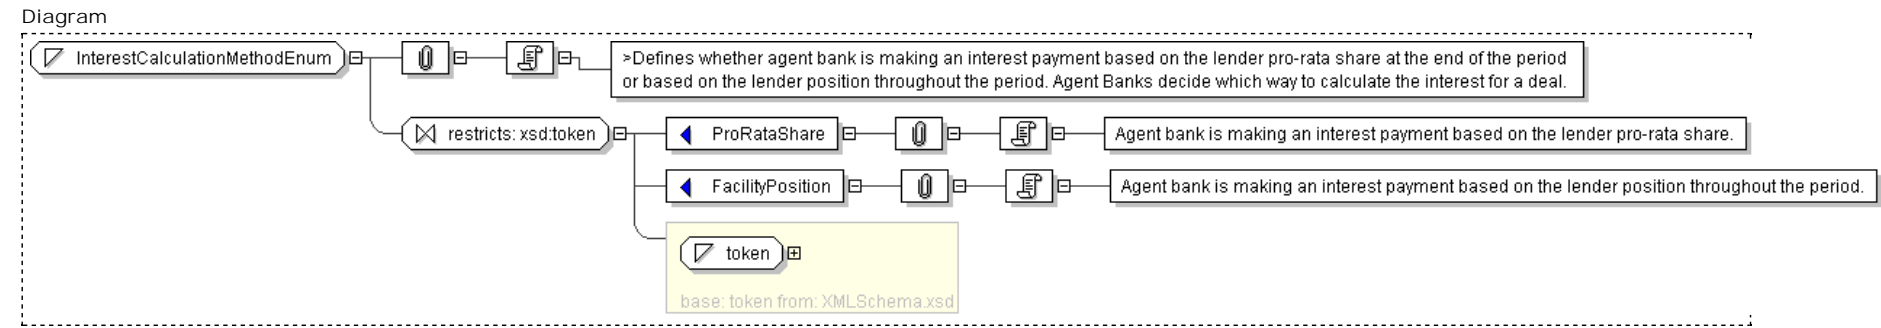 Diagram
InterestCalculationMethodEnum
>Defines whether agent bank is making an interest payment based on the lender pro-rata share at the end of the period
or based on the lender position throughout the period. Agent Banks decide which way to calculate the interest for a deal.
restricts: xsd:token
ProRataShare
Agent bank is making an interest payment based on the lender pro-rata share.
FacilityPosition
Agent bank is making an interest payment based on the lender position throughout the period.
token
base: token from: XMLSchema.xsd